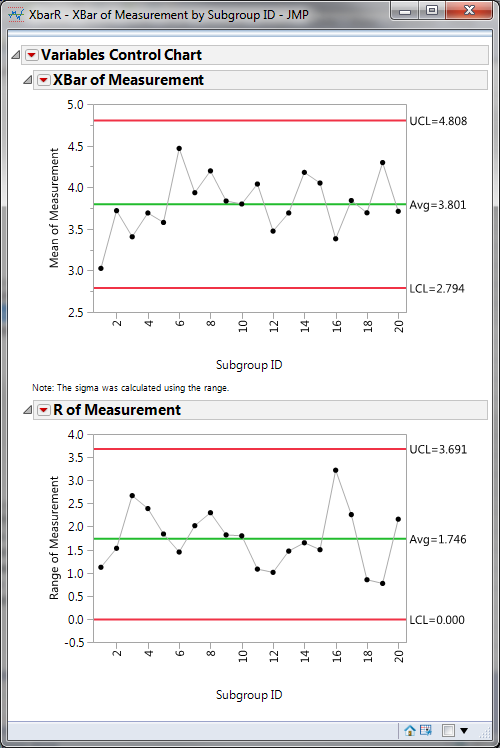 XbarR - XBar of Measurement by Subgroup ID - JMP
Variables Control Chart
XBar of Measurement
5.0
4.5
4.0
3.5
3.0
2.5
Mean of Measurement
UCL=4.808
Avg=3.801
LCL=2.794
2 4 6 8 10 12 14 16 18 20
Subgroup ID
Note: The sigma was calculated using the range.
R of Measurement
4.0
3.5
3.0
2.5
2.0
1.5
1.0
0.5
0.0
-0.5
Range of Measurement
UCL=3.691
Avg=1.746
LCL=0.000
2 4 6 8 10 12 14 16 18 20
Subgroup ID